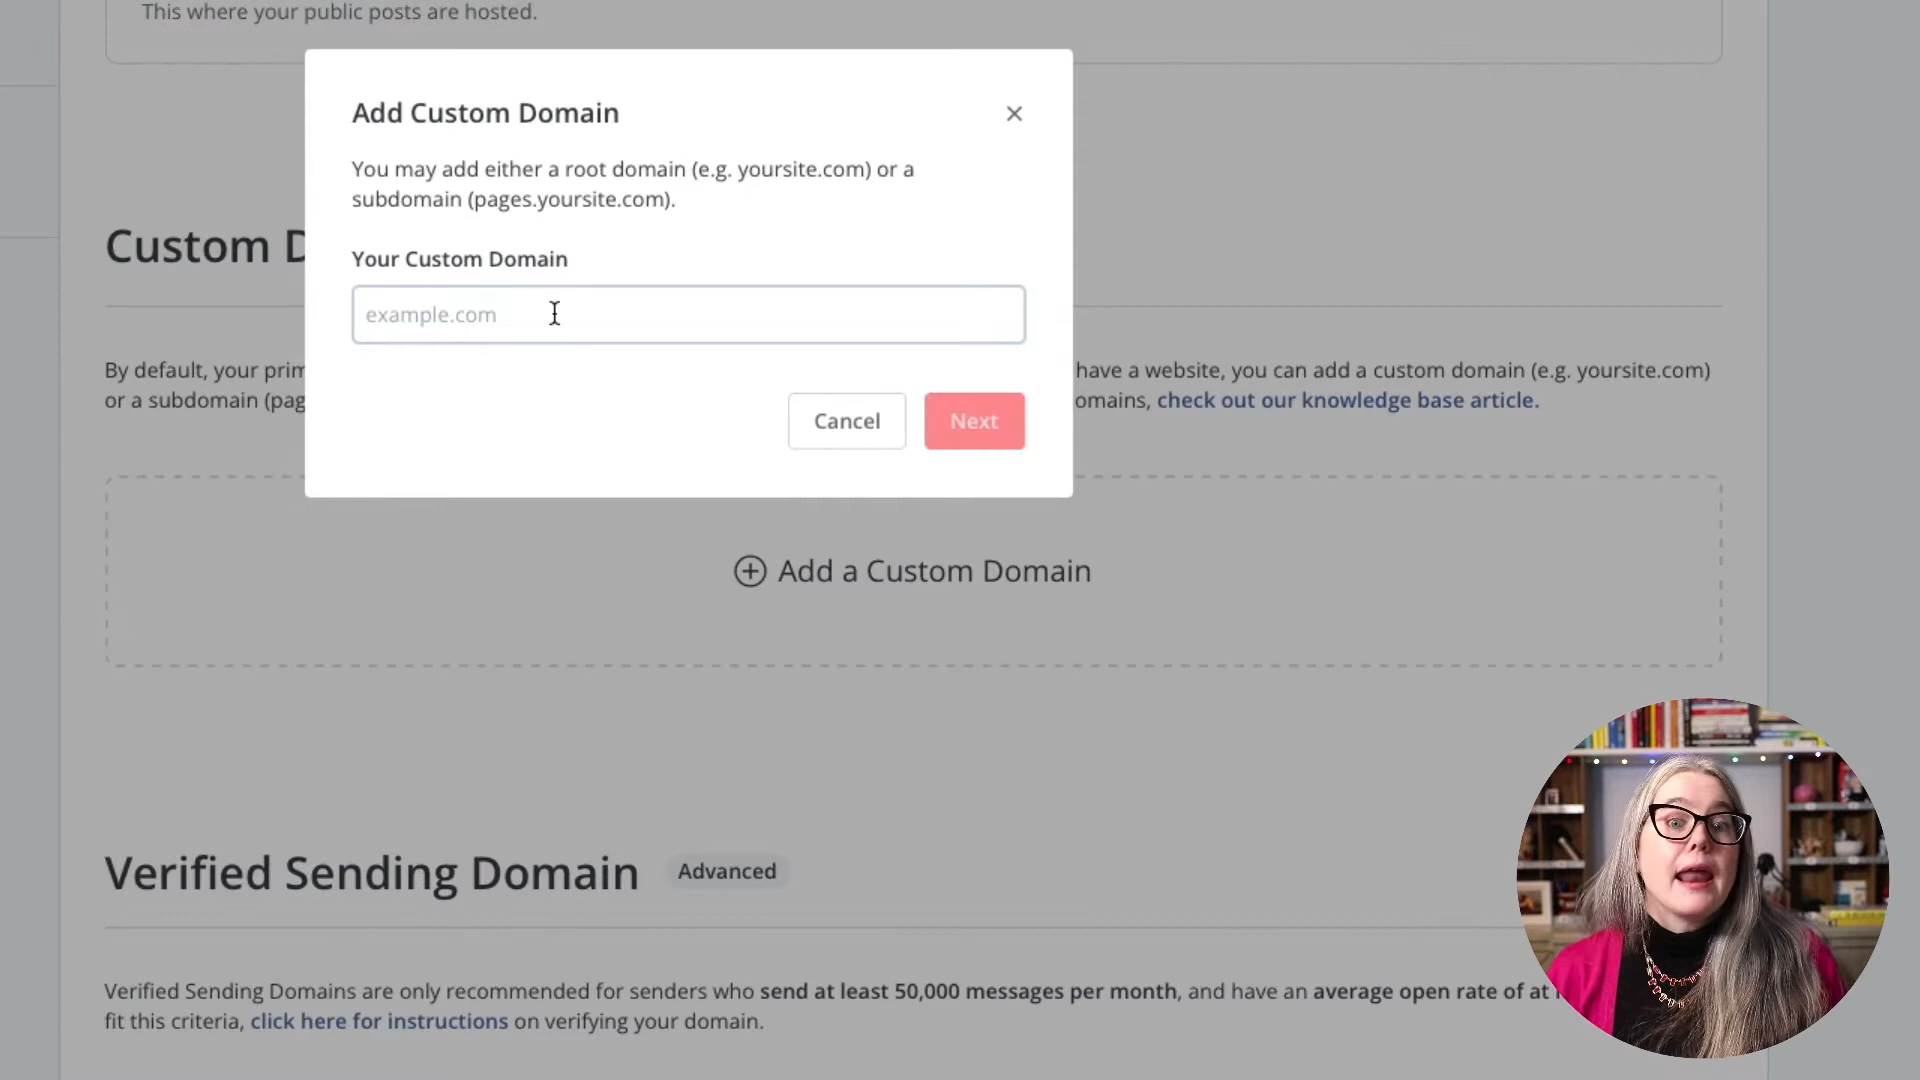 This where your public posts are hosted.
Add Custom Domain
You may add either a root domain (e.g. yoursite.com) or a
subdomain (pages.yoursite.com).
Your Custom Domain
example.com
Cancel
Next
Custom D
By default, your prim have a website, you can add a custom domain (e.g. yoursite.com)
or a subdomain (pag omains, check out our knowledge base article.
Add a Custom Domain
Verified Sending Domain Advanced
Verified Sending Domains are only recommended for senders who send at least 50,000 messages per month, and have an average open rate of at
fit this criteria, click here for instructions on verifying your domain.